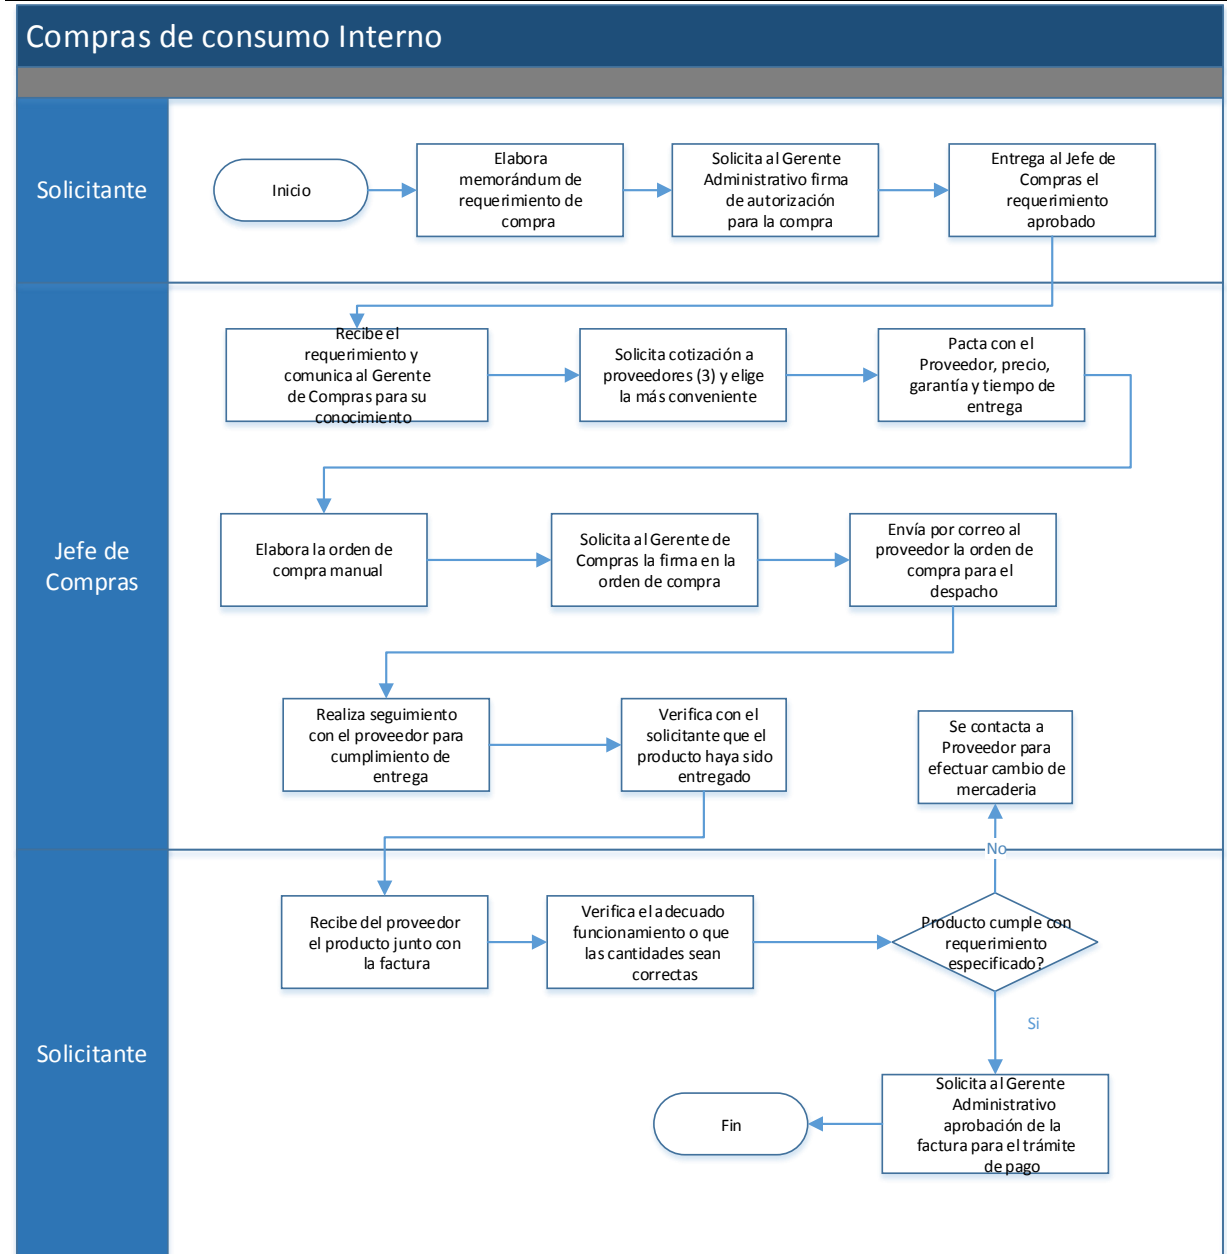 Compras de consumo Interno
Solicitante
Inicio
Elabora
memorándum de
requerimiento de
compra
Solicita al Gerente
Administrativo firma
de autorización
para la compra
Entrega al Jefe de
Compras el
requerimiento
aprobado
Jefe de
Compras
Recibe el
requerimiento y
comunica al Gerente
de Compras para su
conocimiento
Solicita cotización a
proveedores (3) y elige
la más conveniente
Pacta con el
Proveedor, precio,
garantía y tiempo de
entrega
Elabora la orden de
compra manual
Solicita al Gerente de
Compras la firma en la
orden de compra
Envía por correo al
proveedor la orden de
compra para el
despacho
Realiza seguimiento
con el proveedor para
cumplimiento de
entrega
Verifica con el
solicitante que el
producto haya sido
entregado
Se contacta a
Proveedor para
efectuar cambio de
mercaderia
No
Solicitante
Recibe del proveedor
el producto junto con
la factura
Verifica el adecuado
funcionamiento o que
las cantidades sean
correctas
Producto cumple con
requerimiento
especificado?
Si
Solicita al Gerente
Administrativo
aprobación de la
factura para el trámite
de pago
Fin